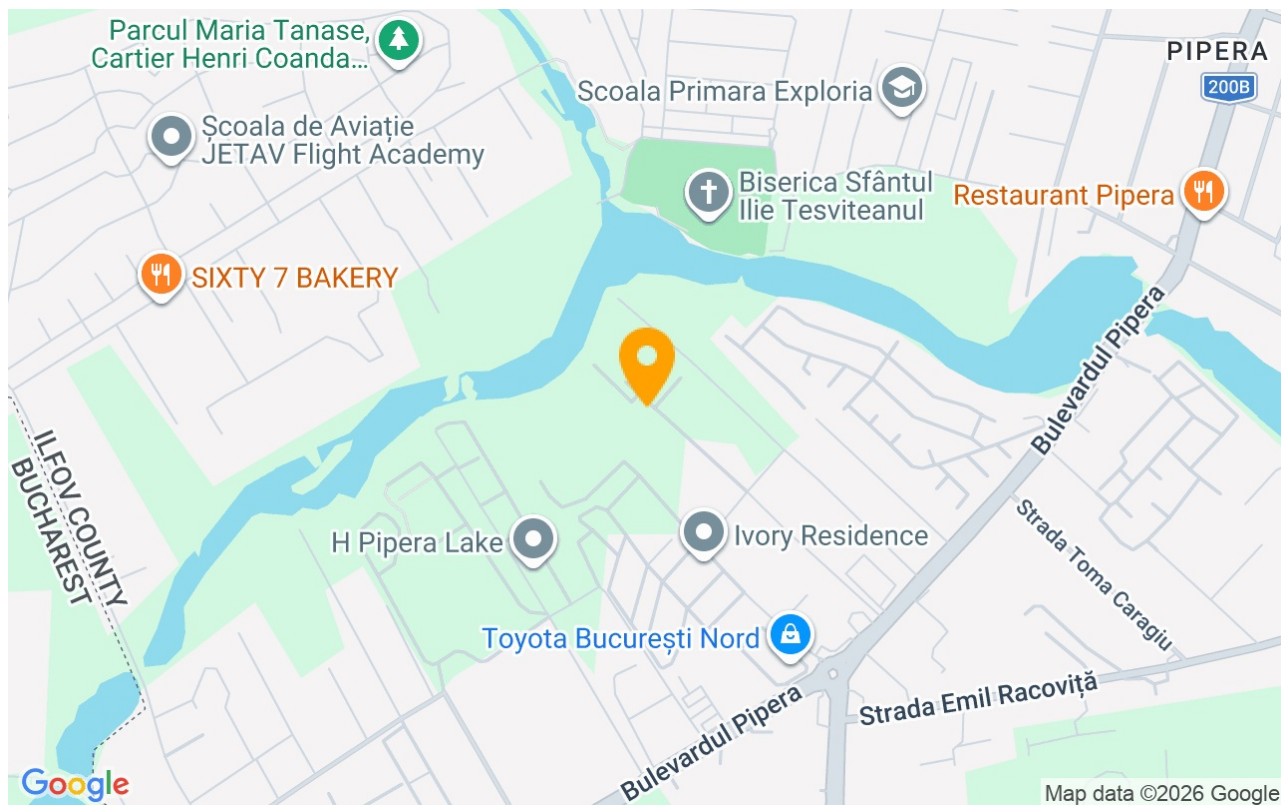 Parcul Maria Tanase,
Cartier Henri Coanda...
PIPERA
200B
Scoala Primara Exploria
Școala de Aviație
JETAV Flight Academy
Biserica Sfântul
Ilie Tesviteanul
Restaurant Pipera
SIXTY 7 BAKERY
Bulevardul Pipera
ILFOV COUNTY
BUCHAREST
H Pipera Lake
Ivory Residence
Strada Toma Caragiu
Toyota București Nord
Strada Emil Racoviță
Bulevardul Pipera
Google
Map data ©2026 Google